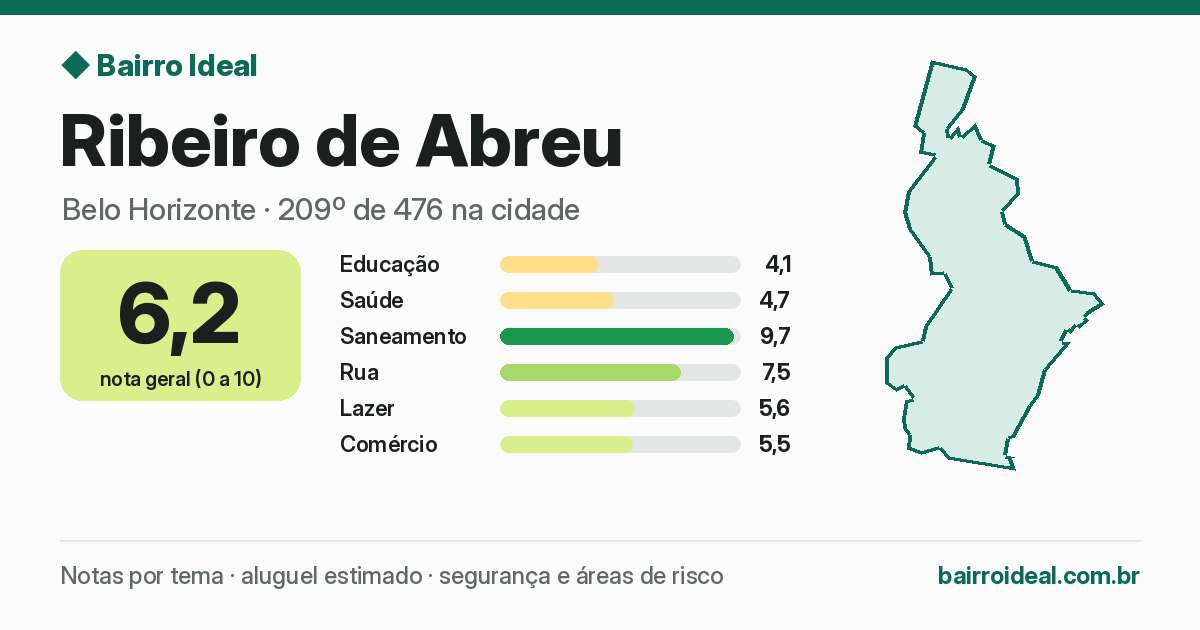 Bairro Ideal
Ribeiro de Abreu
Belo Horizonte · 209º de 476 na cidade
6,2
nota geral (0 a 10)
Educação 4,1
Saúde 4,7
Saneamento 9,7
Rua 7,5
Lazer 5,6
Comércio 5,5
Notas por tema · aluguel estimado · segurança e áreas de risco
bairroideal.com.br